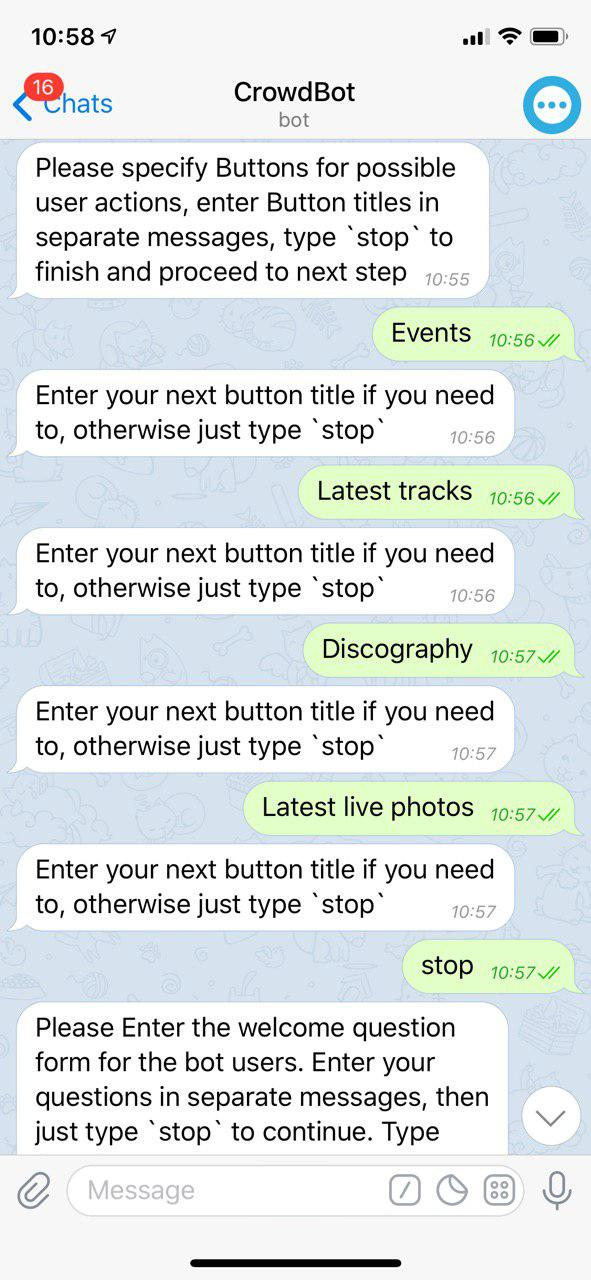 10:58
16
Chats
CrowdBot
bot
Please specify Buttons for possible
user actions, enter Button titles in
separate messages, type `stop` to
finish and proceed to next step 10:55
Events 10:56
Enter your next button title if you need
to, otherwise just type `stop` 10:56
Latest tracks 10:56
Enter your next button title if you need
to, otherwise just type `stop` 10:56
Discography 10:57
Enter your next button title if you need
to, otherwise just type `stop` 10:57
Latest live photos 10:57
Enter your next button title if you need
to, otherwise just type `stop` 10:57
stop 10:57
Please Enter the welcome question
form for the bot users. Enter your
questions in separate messages, then
just type `stop` to continue. Type
Message